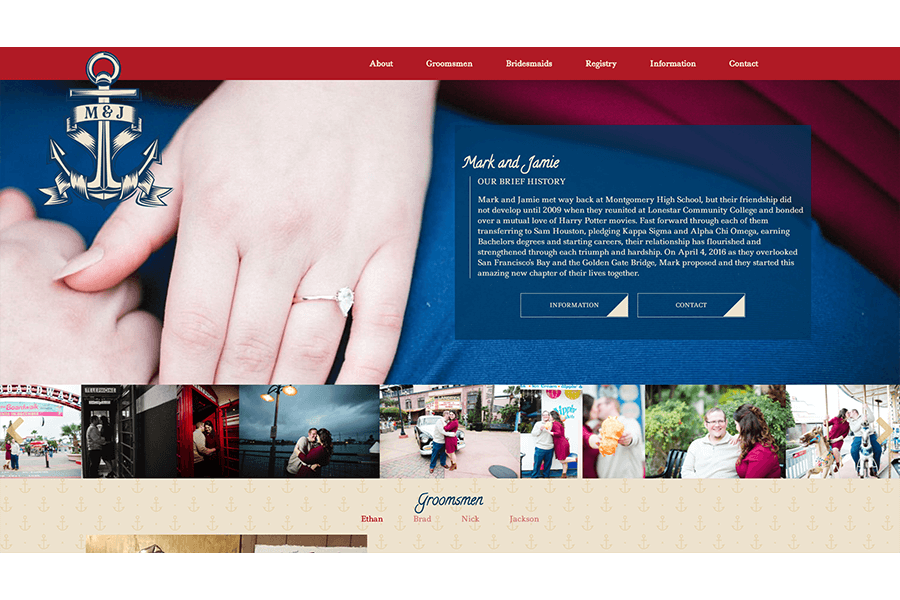 About Groomsmen Bridesmaids Registry Information Contact
M & J
Mark and Jamie
OUR BRIEF HISTORY
Mark and Jamie met way back at Montgomery High School, but their friendship did
not develop until 2009 when they reunited at Lonestar Community College and bonded
over a mutual love of Harry Potter movies. Fast forward through each of them
transferring to Sam Houston, pledging Kappa Sigma and Alpha Chi Omega, earning
Bachelors degrees and starting careers, their relationship has flourished and
strengthened through each triumph and hardship. On April 4, 2016 as they overlooked
San Francisco's Bay and the Golden Gate Bridge, Mark proposed and they started this
amazing new chapter of their lives together.
INFORMATION CONTACT
Boardwalk
TELEPHONE
Groomsmen
Ethan Brad Nick Jackson